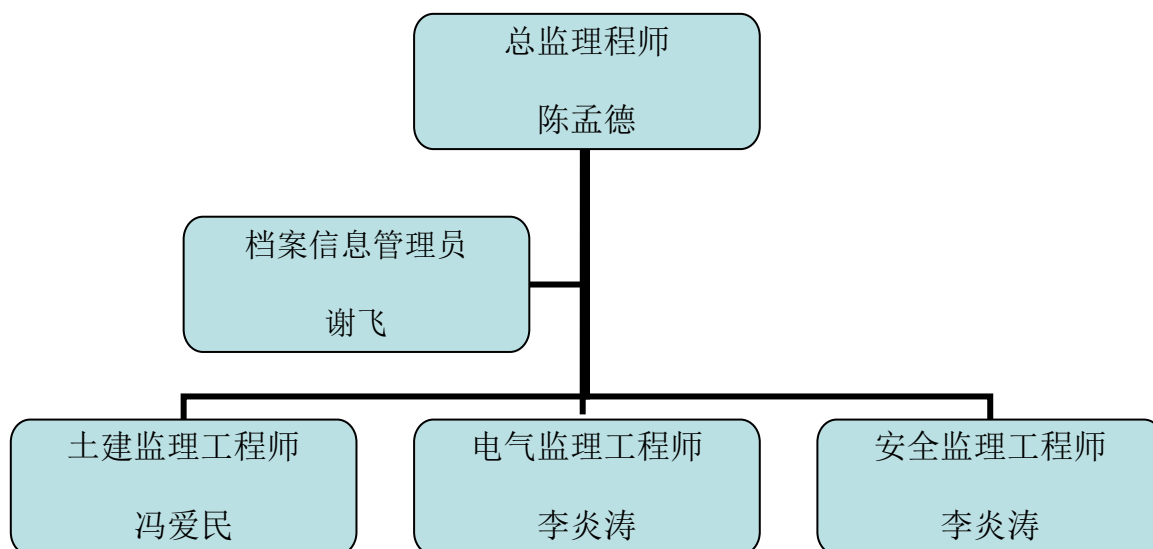 总监理程师
陈孟德
档案信息管理员
谢飞
土建监理工程师
冯爱民
电气监理工程师
李炎涛
安全监理工程师
李炎涛